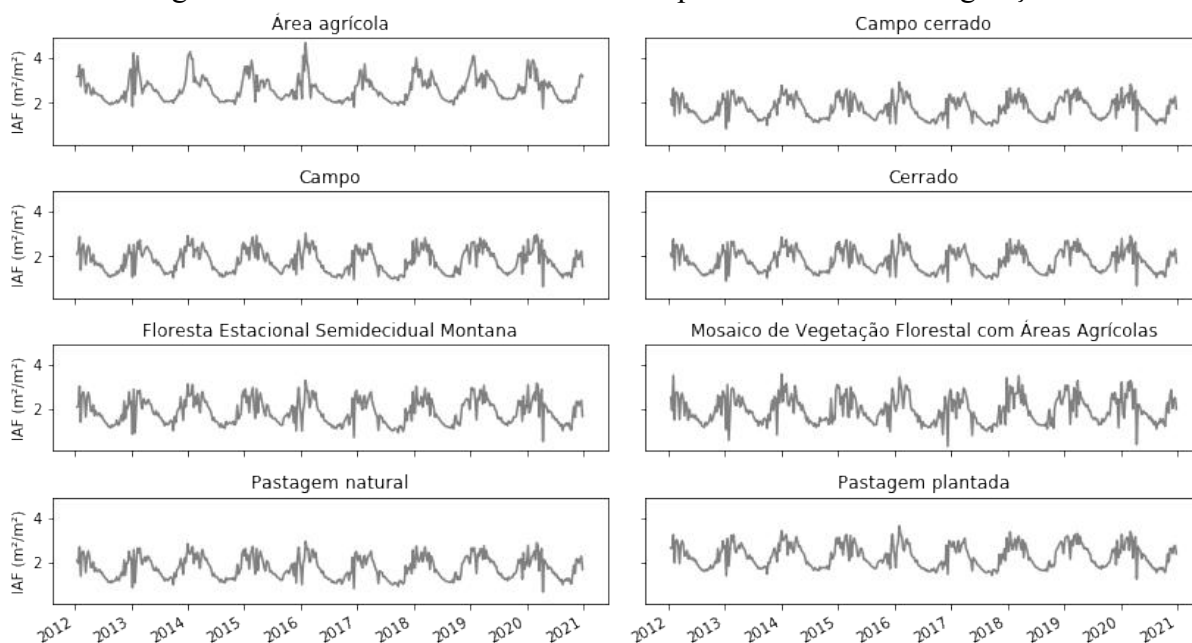 Área agrícola
Campo cerrado
IAF (m²/m²)
4
2
Campo
Cerrado
IAF (m²/m²)
4
2
Floresta Estacional Semidecidual Montana
Mosaico de Vegetação Florestal com Áreas Agrícolas
IAF (m²/m²)
4
2
Pastagem natural
Pastagem plantada
IAF (m²/m²)
4
2
2012 2013 2014 2015 2016 2017 2018 2019 2020 2021
2012 2013 2014 2015 2016 2017 2018 2019 2020 2021